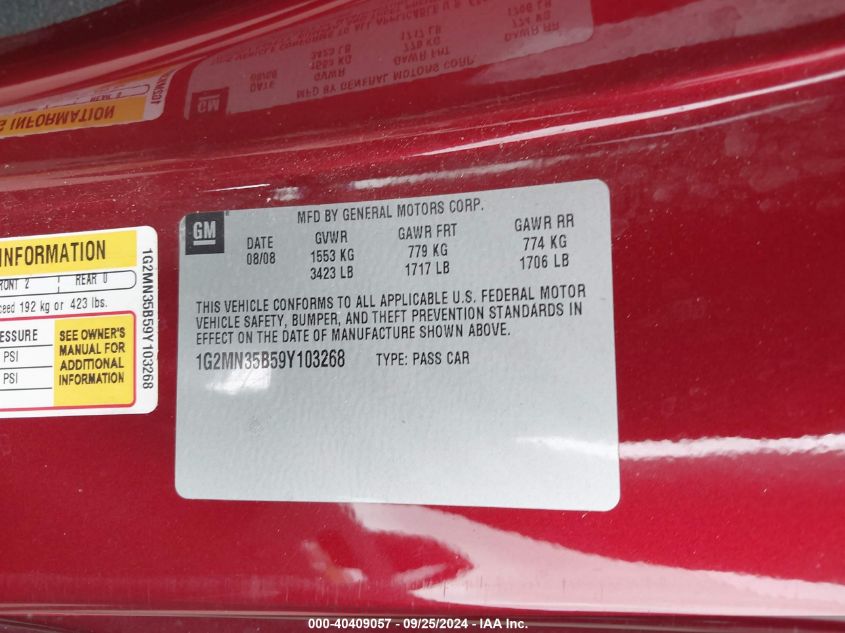 GM
MFD BY GENERAL MOTORS CORP.
DATE GVWR GAWR FRT GAWR RR
08/08 1553 KG 779 KG 774 KG
3423 LB 1717 LB 1706 LB
THIS VEHICLE CONFORMS TO ALL APPLICABLE U.S. FEDERAL MOTOR
VEHICLE SAFETY, BUMPER, AND THEFT PREVENTION STANDARDS IN
EFFECT ON THE DATE OF MANUFACTURE SHOWN ABOVE.
1G2MN35B59Y103268 TYPE: PASS CAR
INFORMATION
2 REAR 0
192 kg or 423 lbs.
PSI
PSI
SEE OWNER'S
MANUAL FOR
ADDITIONAL
INFORMATION
1G2MN35B59Y103268
000-40409057 - 09/25/2024 - IAA Inc.